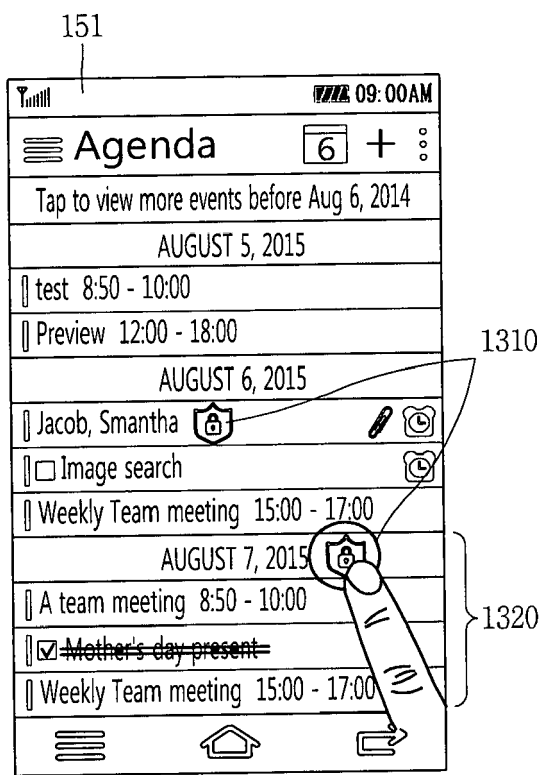 151
09:00AM
Agenda 6 +
Tap to view more events before Aug 6, 2014
AUGUST 5, 2015
test 8:50 - 10:00
Preview 12:00 - 18:00
1310
AUGUST 6, 2015
Jacob, Smantha
Image search
Weekly Team meeting 15:00 - 17:00
AUGUST 7, 2015
A team meeting 8:50 - 10:00
1320
Mother's day present
Weekly Team meeting 15:00 - 17:00